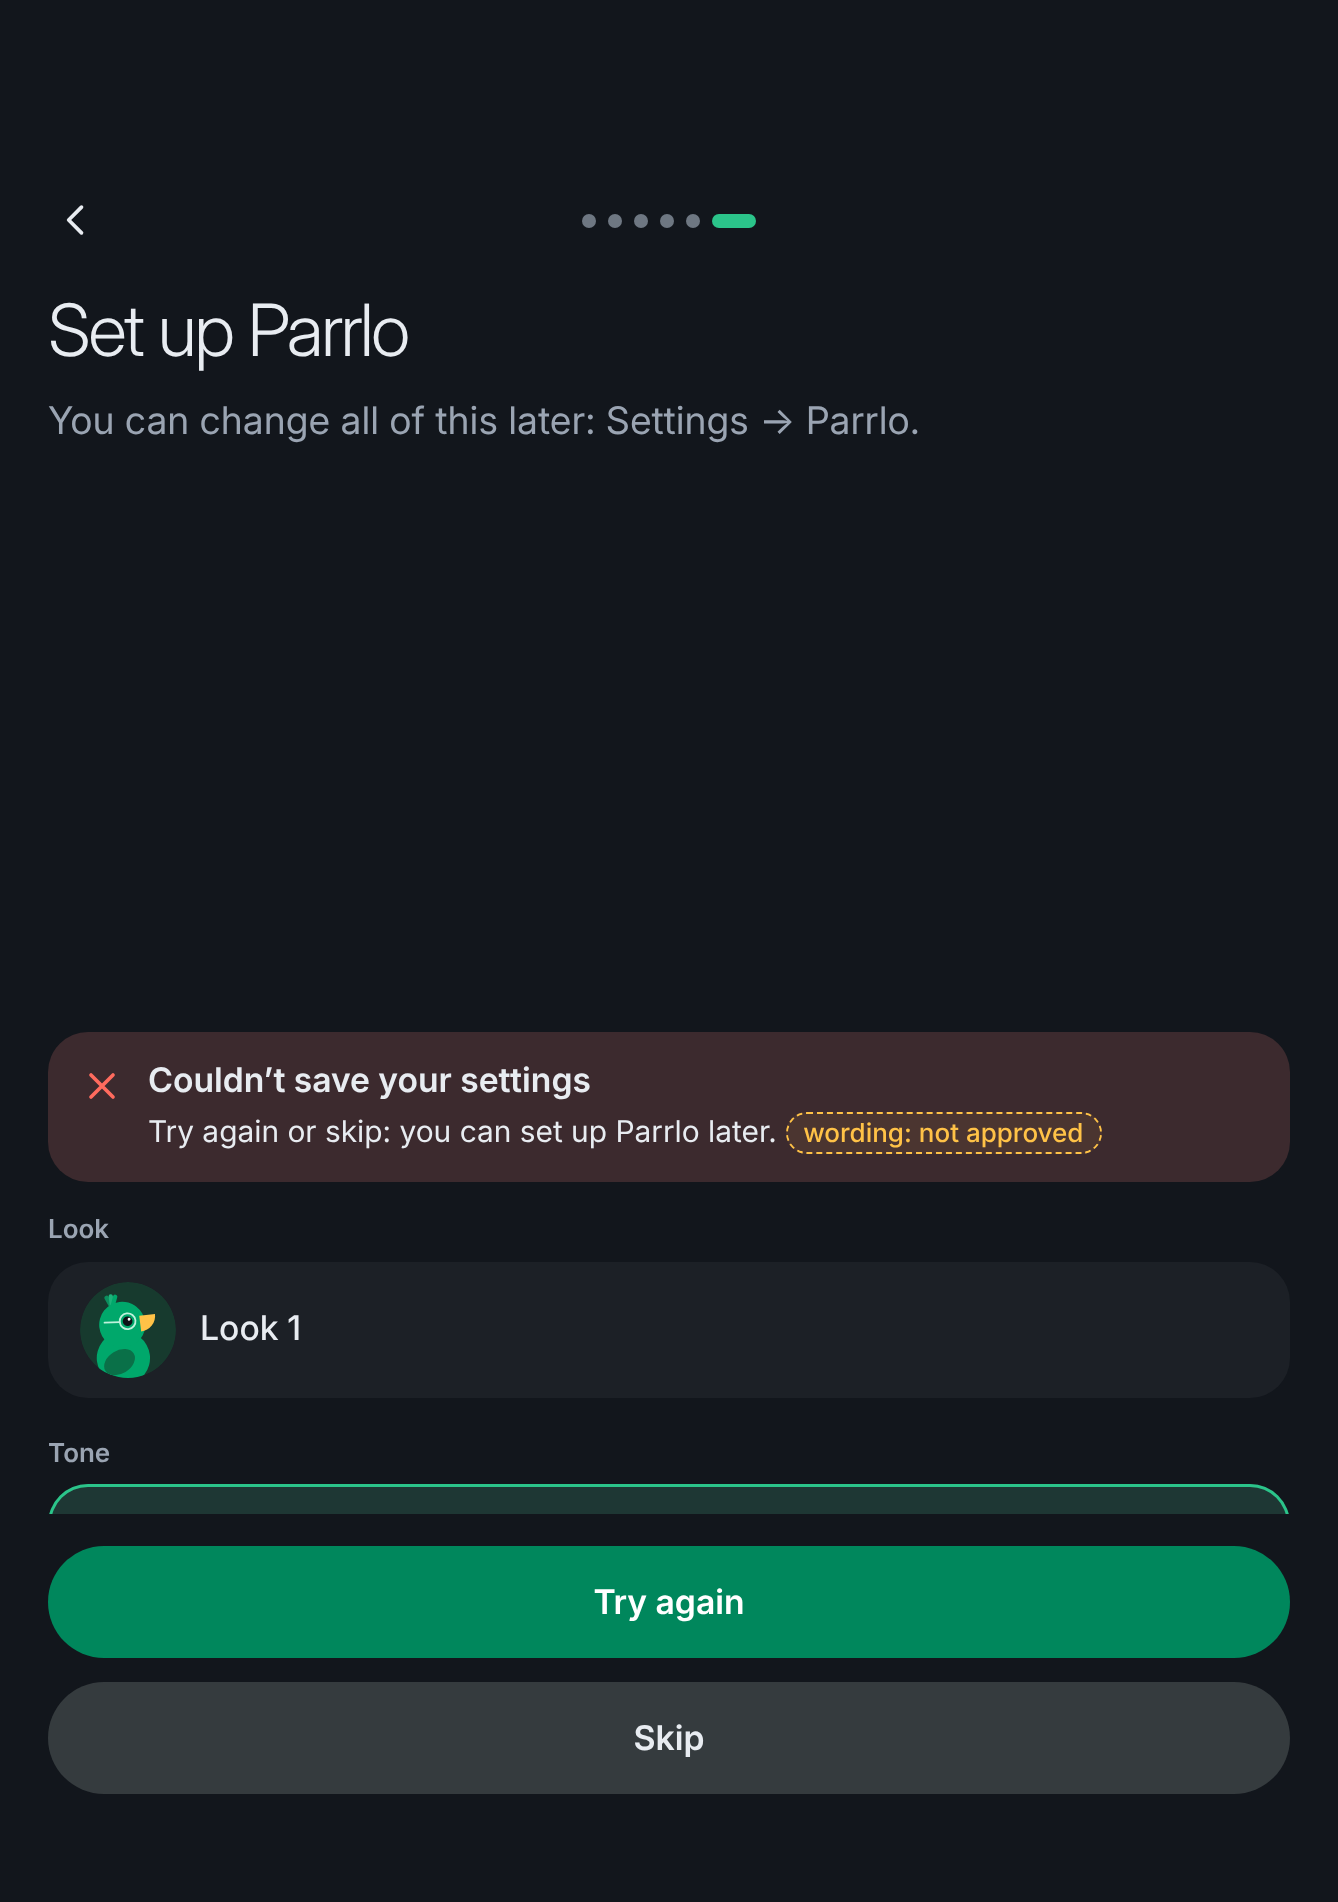 Set up Parrlo
You can change all of this later: Settings → Parrlo.
Couldn’t save your settings
Try again or skip: you can set up Parrlo later. wording: not approved
Look
Look 1
Tone
Try again
Skip